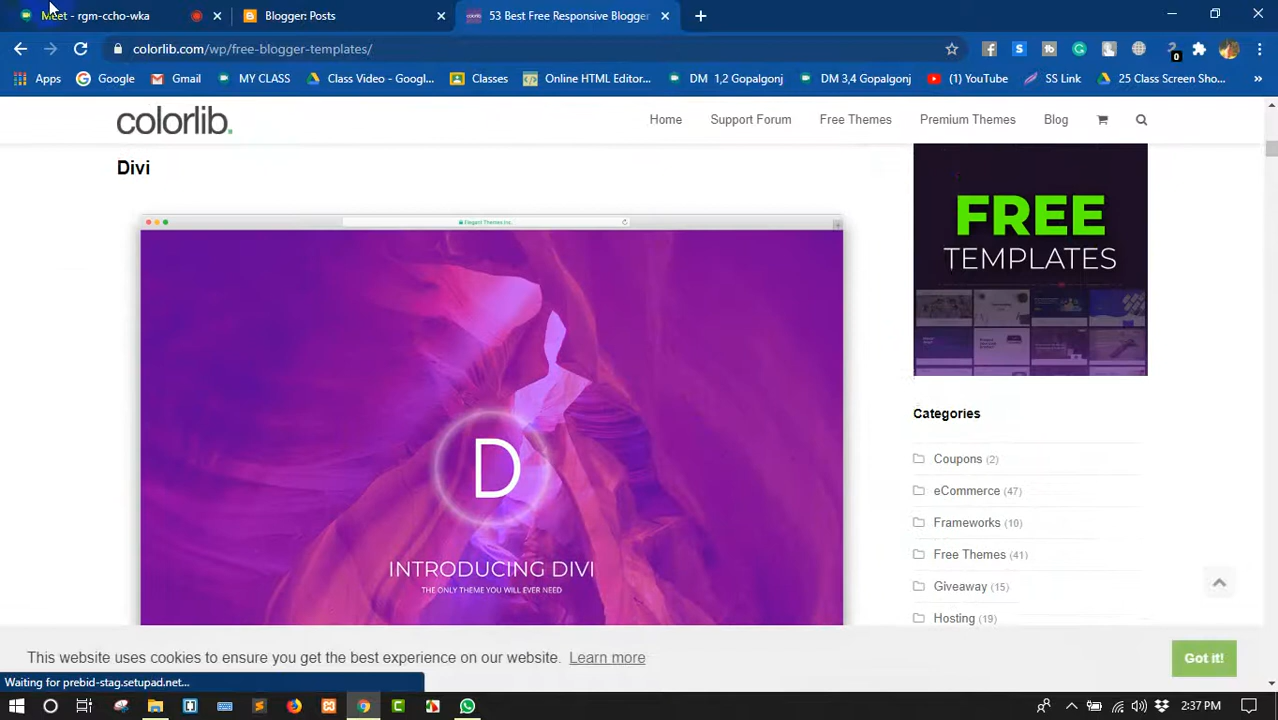 Meet - rgm-ccho-wka
Blogger: Posts
53 Best Free Responsive Blogger
colorlib.com/wp/free-blogger-templates/
0
Apps
Google
Gmail
MY CLASS
Class Video - Googl...
Classes
Online HTML Editor...
DM 1,2 Gopalgonj
DM 3,4 Gopalgonj
(1) YouTube
SS Link
25 Class Screen Sho...
colorlib.
Home
Support Forum
Free Themes
Premium Themes
Blog
Divi
Elegant Themes Inc.
D
INTRODUCING DIVI
THE ONLY THEME YOU WILL EVER NEED
FREE
TEMPLATES
Categories
Coupons (2)
eCommerce (47)
Frameworks (10)
Free Themes (41)
Giveaway (15)
Hosting (19)
This website uses cookies to ensure you get the best experience on our website. Learn more
Got it!
Waiting for prebid-stag.setupad.net...
2:37 PM